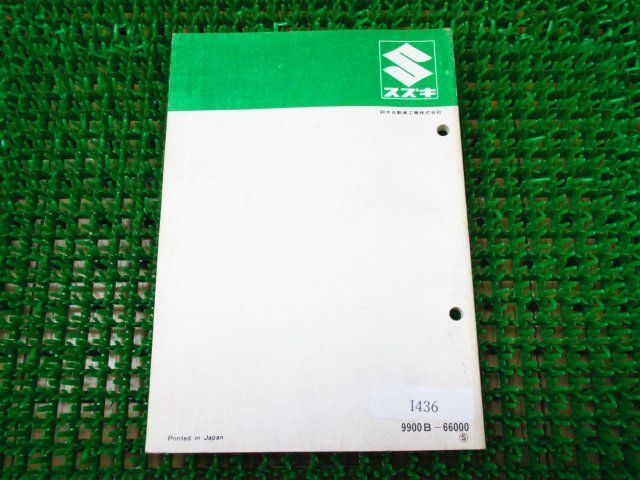 スズキ
鈴木自動車工業株式会社
I436
9900B-66000
Ⓢ
Printed in Japan